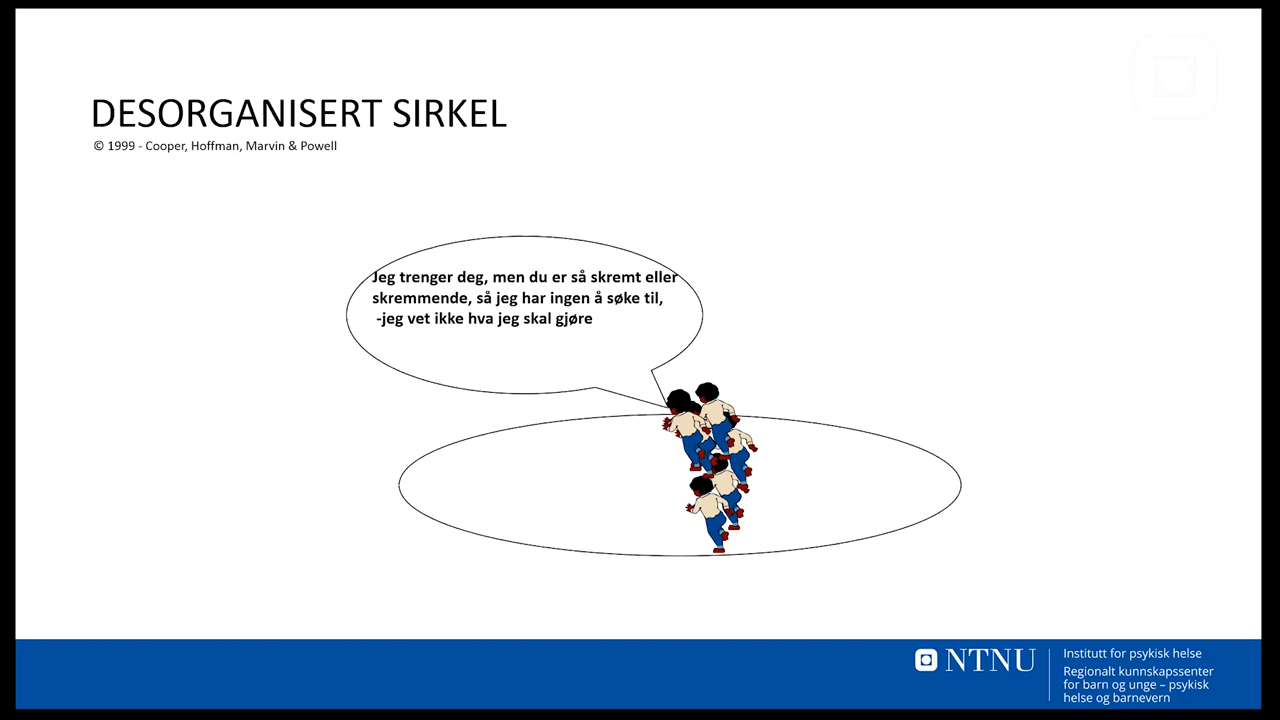 DESORGANISERT SIRKEL
© 1999 - Cooper, Hoffman, Marvin & Powell
Jeg trenger deg, men du er så skremt eller
skremmende, så jeg har ingen å søke til,
-jeg vet ikke hva jeg skal gjøre
NTNU
Institutt for psykisk helse
Regionalt kunnskapssenter
for barn og unge – psykisk
helse og barnevern